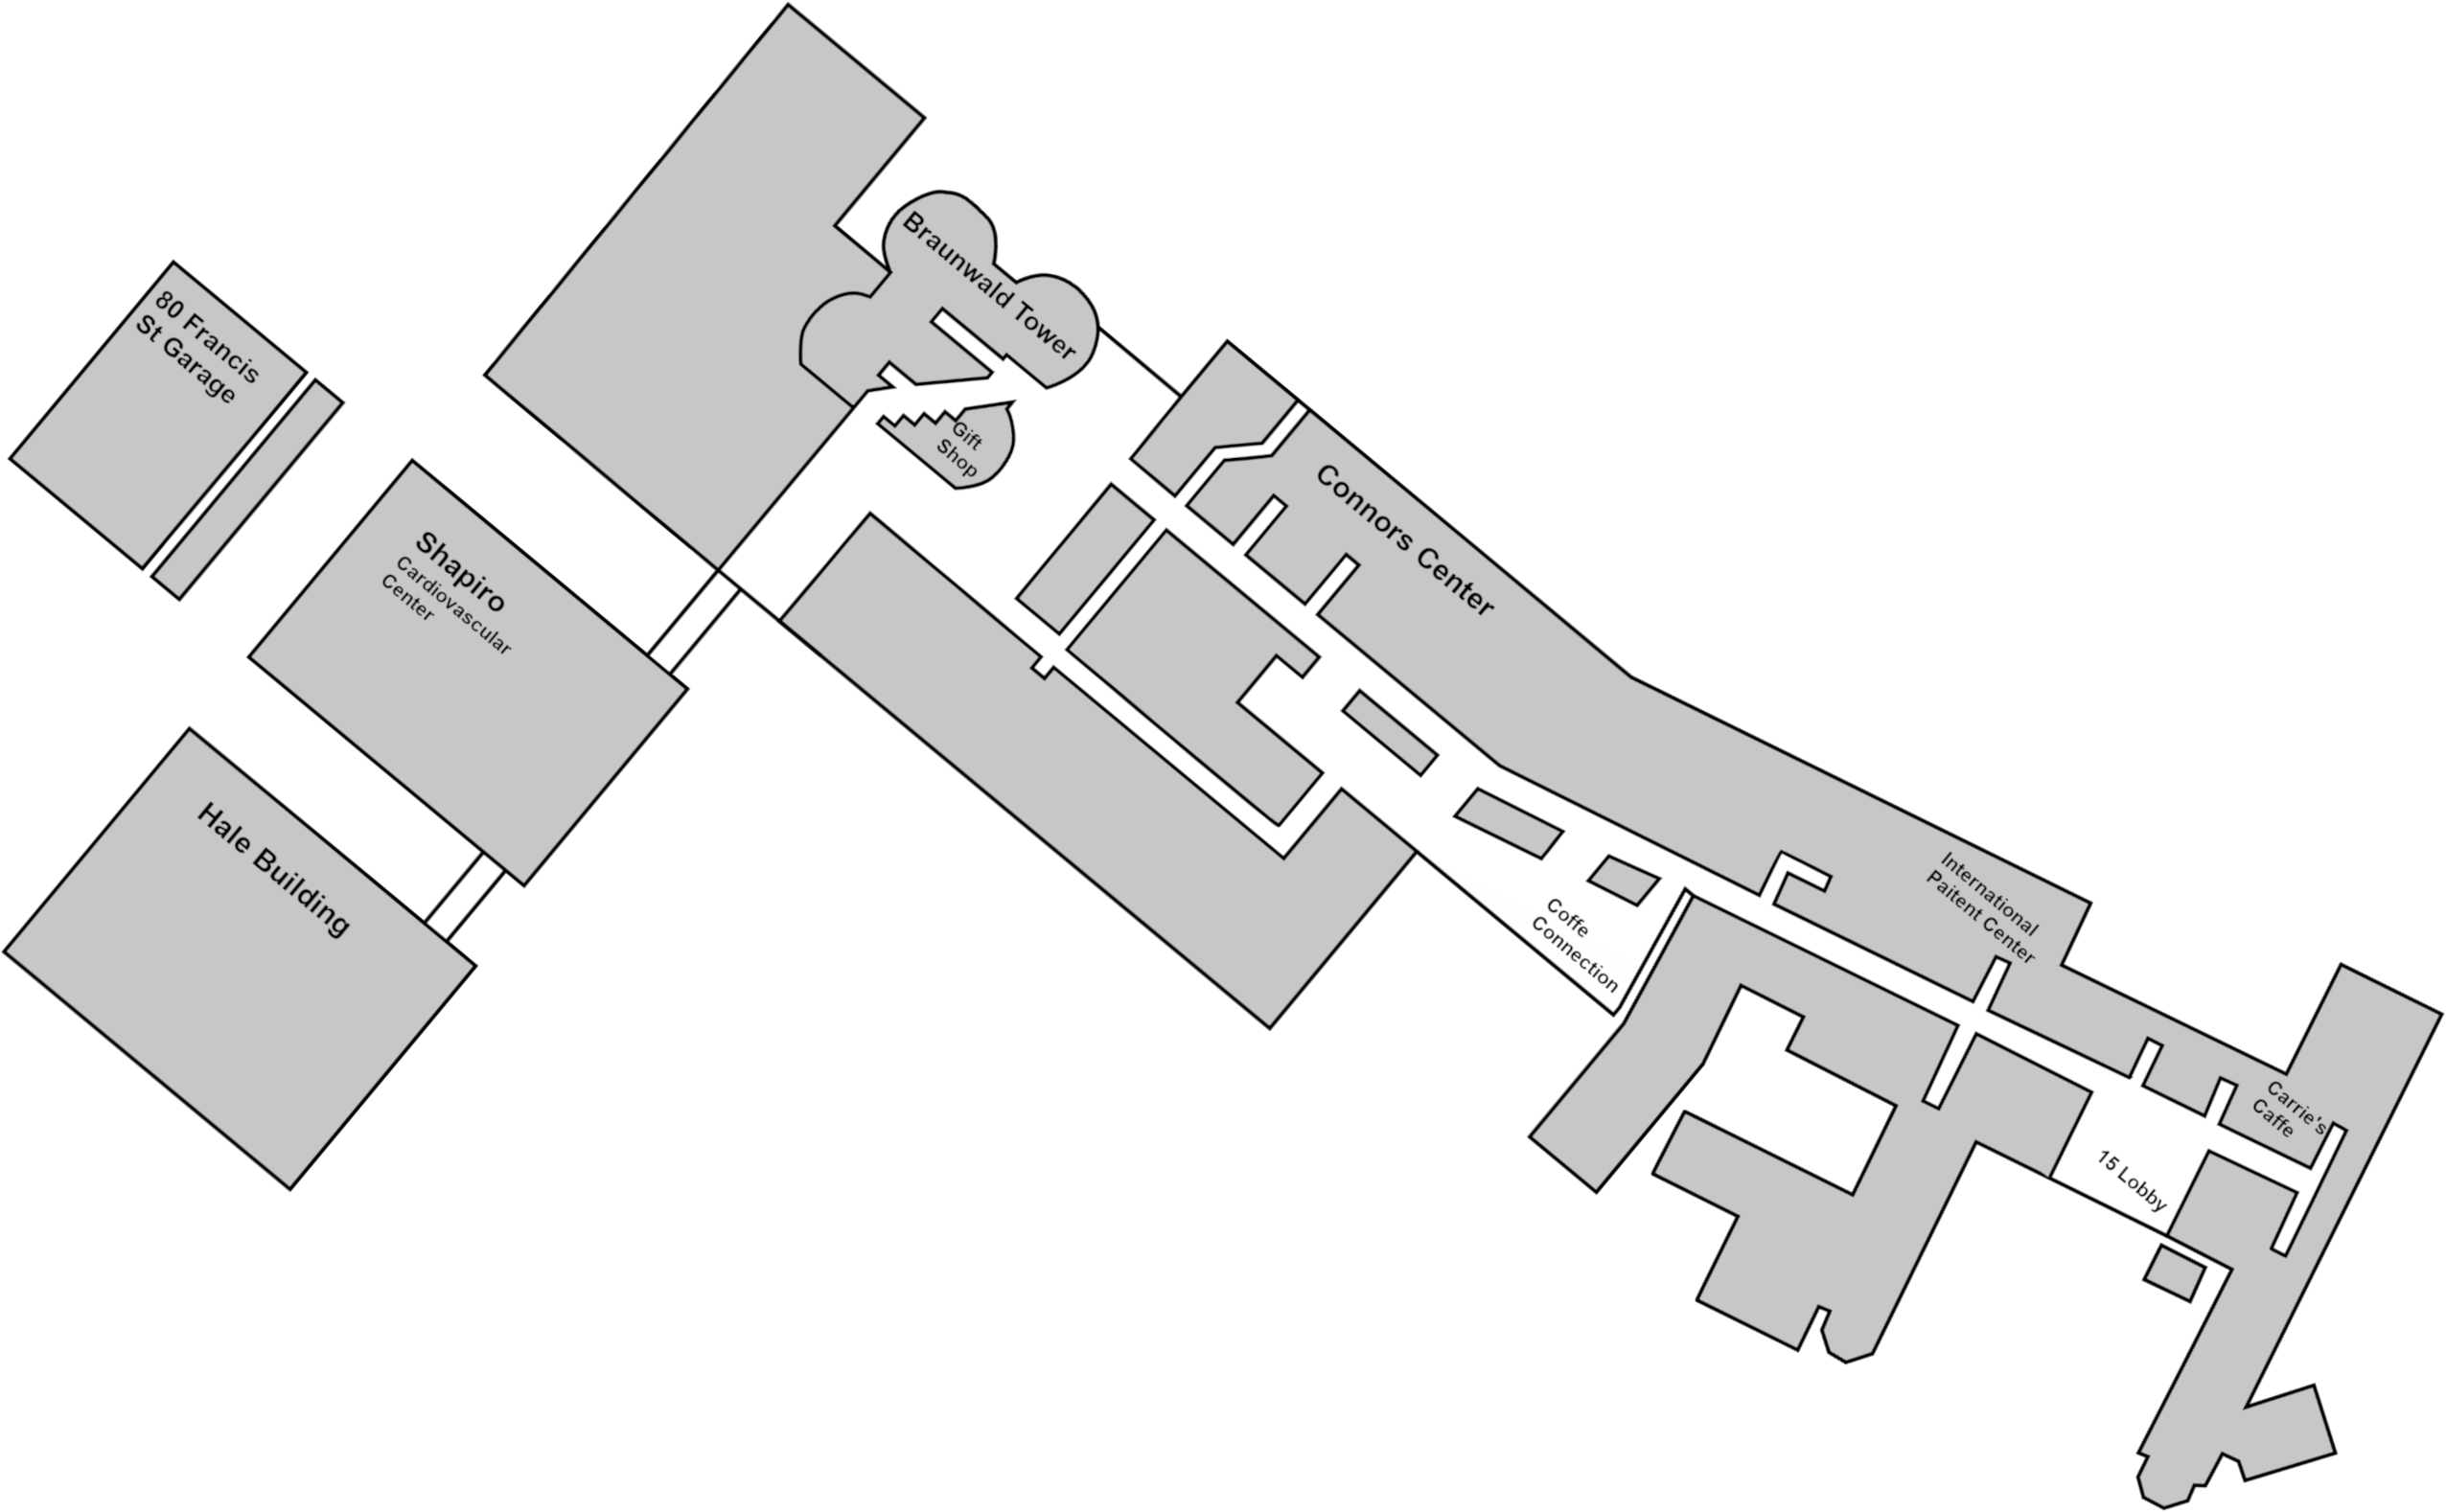 Braunwald Tower
80 Francis
St Garage
Gift
Shop
Connors Center
Shapiro
Cardiovascular
Center
Hale Building
International
Paitent Center
Coffe
Connection
Carrie's
Caffe
15 Lobby